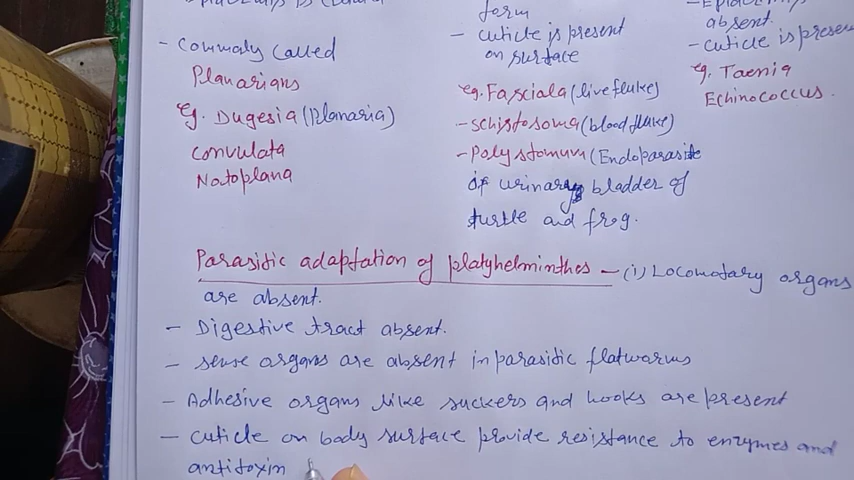 - Commonly called
Planarians
eg. Dugesia (Planaria)
Convulata
Notoplana
form
- cuticle is present
on surface
eg. Fasciala (live fluke)
- Schistosoma (blood fluke)
- Polystomum (Endoparasite
of urinary bladder of
turtle and frog.
absent.
- cuticle is presen
eg. Taenia
Echinococcus.
Parasitic adaptation of platyhelminthes - (i) Locomotary organs
are absent.
- Digestive tract absent.
- sense organs are absent in parasitic flatworms
- Adhesive organs like suckers and hooks are present
- Cuticle on body surface provide resistance to enzymes and
antitoxin